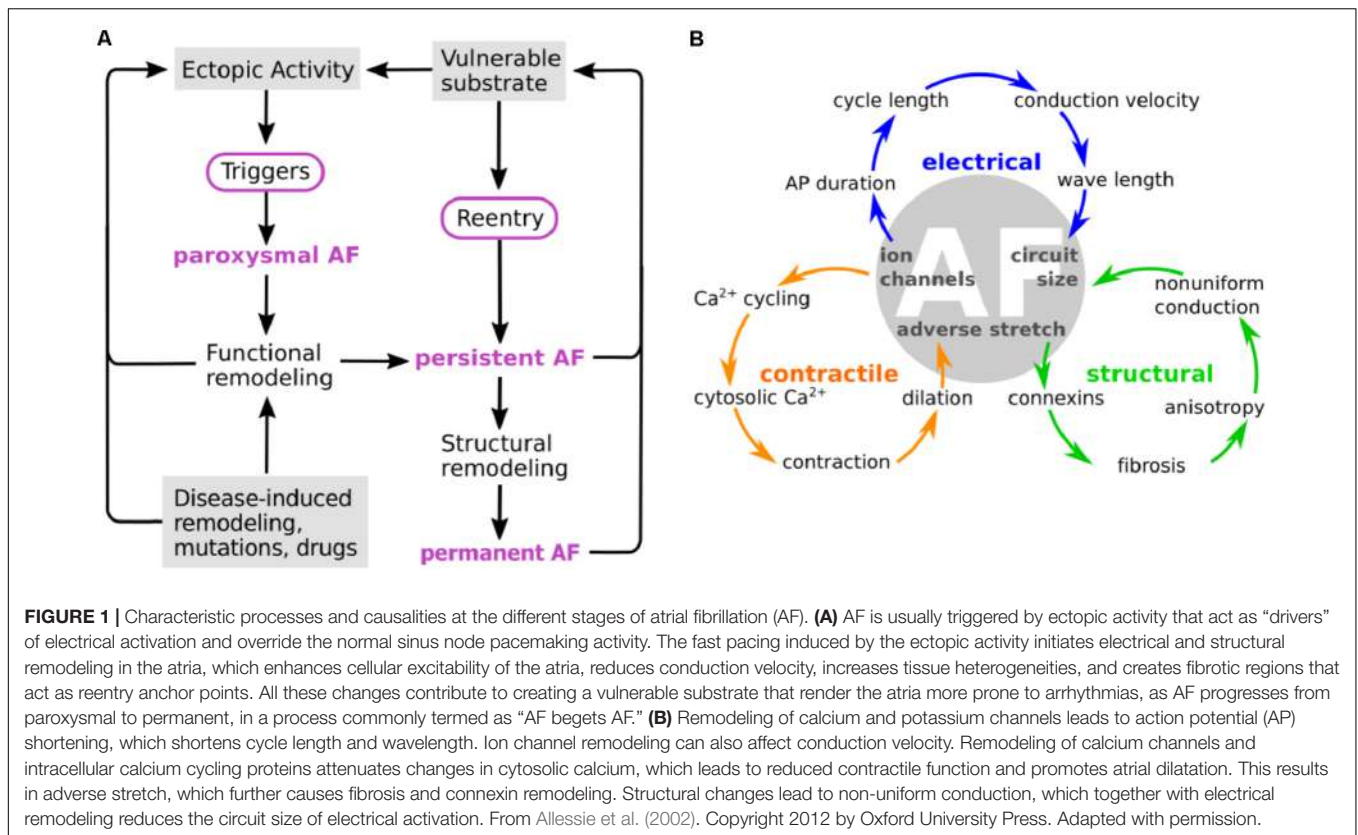 A
Ectopic Activity
Vulnerable
substrate
Triggers
Reentry
paroxysmal AF
Functional
remodeling
persistent AF
Structural
remodeling
Disease-induced
remodeling,
mutations, drugs
permanent AF
B
cycle length
conduction velocity
electrical
AP duration
wave length
AF
ion
channels
circuit
size
adverse stretch
Ca²⁺ cycling
nonuniform
conduction
contractile
structural
cytosolic Ca²⁺
dilation
connexins
anisotropy
contraction
fibrosis
FIGURE 1 | Characteristic processes and causalities at the different stages of atrial fibrillation (AF). (A) AF is usually triggered by ectopic activity that act as “drivers”
of electrical activation and override the normal sinus node pacemaking activity. The fast pacing induced by the ectopic activity initiates electrical and structural
remodeling in the atria, which enhances cellular excitability of the atria, reduces conduction velocity, increases tissue heterogeneities, and creates fibrotic regions that
act as reentry anchor points. All these changes contribute to creating a vulnerable substrate that render the atria more prone to arrhythmias, as AF progresses from
paroxysmal to permanent, in a process commonly termed as “AF begets AF.” (B) Remodeling of calcium and potassium channels leads to action potential (AP)
shortening, which shortens cycle length and wavelength. Ion channel remodeling can also affect conduction velocity. Remodeling of calcium channels and
intracellular calcium cycling proteins attenuates changes in cytosolic calcium, which leads to reduced contractile function and promotes atrial dilatation. This results
in adverse stretch, which further causes fibrosis and connexin remodeling. Structural changes lead to non-uniform conduction, which together with electrical
remodeling reduces the circuit size of electrical activation. From Allessie et al. (2002). Copyright 2012 by Oxford University Press. Adapted with permission.